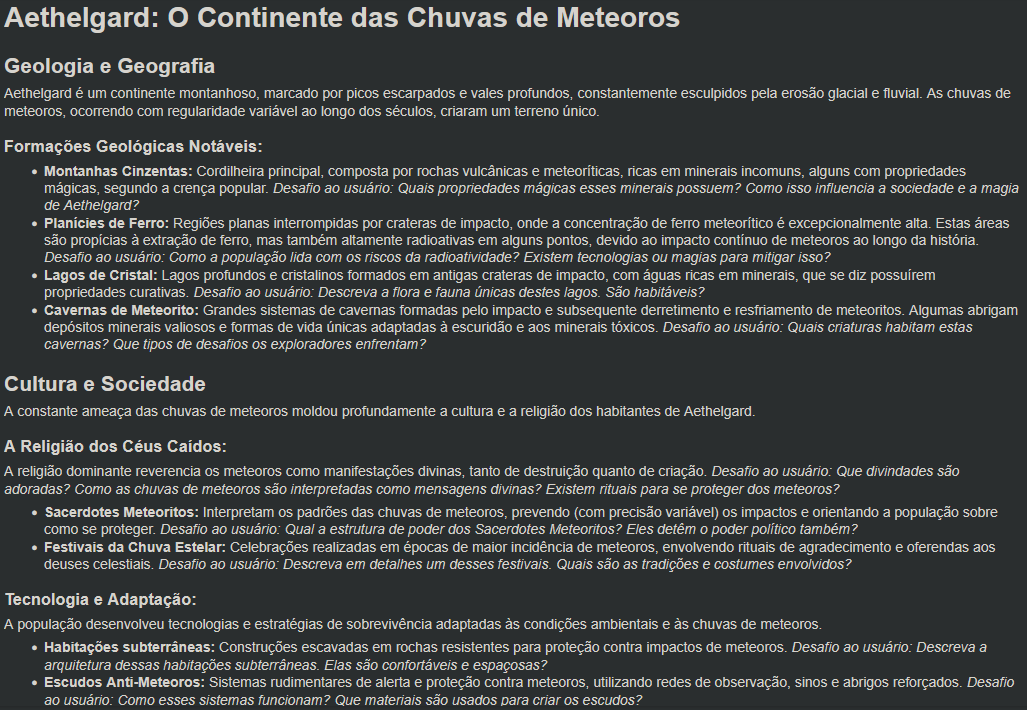 Aethelgard: O Continente das Chuvas de Meteoros
Geologia e Geografia
Aethelgard é um continente montanhoso, marcado por picos escarpados e vales profundos, constantemente esculpidos pela erosão glacial e fluvial. As chuvas de
meteoros, ocorrendo com regularidade variável ao longo dos séculos, criaram um terreno único.
Formações Geológicas Notáveis:
• Montanhas Cinzentas: Cordilheira principal, composta por rochas vulcânicas e meteoríticas, ricas em minerais incomuns, alguns com propriedades
mágicas, segundo a crença popular. Desafio ao usuário: Quais propriedades mágicas esses minerais possuem? Como isso influencia a sociedade e a magia
de Aethelgard?
• Planícies de Ferro: Regiões planas interrompidas por crateras de impacto, onde a concentração de ferro meteorítico é excepcionalmente alta. Estas áreas
são propícias à extração de ferro, mas também altamente radioativas em alguns pontos, devido ao impacto contínuo de meteoros ao longo da história.
Desafio ao usuário: Como a população lida com os riscos da radioatividade? Existem tecnologias ou magias para mitigar isso?
• Lagos de Cristal: Lagos profundos e cristalinos formados em antigas crateras de impacto, com águas ricas em minerais, que se diz possuírem
propriedades curativas. Desafio ao usuário: Descreva a flora e fauna únicas destes lagos. São habitáveis?
• Cavernas de Meteorito: Grandes sistemas de cavernas formadas pelo impacto e subsequente derretimento e resfriamento de meteoritos. Algumas abrigam
depósitos minerais valiosos e formas de vida únicas adaptadas à escuridão e aos minerais tóxicos. Desafio ao usuário: Quais criaturas habitam estas
cavernas? Que tipos de desafios os exploradores enfrentam?
Cultura e Sociedade
A constante ameaça das chuvas de meteoros moldou profundamente a cultura e a religião dos habitantes de Aethelgard.
A Religião dos Céus Caídos:
A religião dominante reverencia os meteoros como manifestações divinas, tanto de destruição quanto de criação. Desafio ao usuário: Que divindades são
adoradas? Como as chuvas de meteoros são interpretadas como mensagens divinas? Existem rituais para se proteger dos meteoros?
• Sacerdotes Meteoritos: Interpretam os padrões das chuvas de meteoros, prevendo (com precisão variável) os impactos e orientando a população sobre
como se proteger. Desafio ao usuário: Qual a estrutura de poder dos Sacerdotes Meteoritos? Eles detêm o poder político também?
• Festivais da Chuva Estelar: Celebrações realizadas em épocas de maior incidência de meteoros, envolvendo rituais de agradecimento e oferendas aos
deuses celestiais. Desafio ao usuário: Descreva em detalhes um desses festivais. Quais são as tradições e costumes envolvidos?
Tecnologia e Adaptação:
A população desenvolveu tecnologias e estratégias de sobrevivência adaptadas às condições ambientais e às chuvas de meteoros.
• Habitações subterrâneas: Construções escavadas em rochas resistentes para proteção contra impactos de meteoros. Desafio ao usuário: Descreva a
arquitetura dessas habitações subterrâneas. Elas são confortáveis e espaçosas?
• Escudos Anti-Meteoros: Sistemas rudimentares de alerta e proteção contra meteoros, utilizando redes de observação, sinos e abrigos reforçados. Desafio
ao usuário: Como esses sistemas funcionam? Que materiais são usados para criar os escudos?